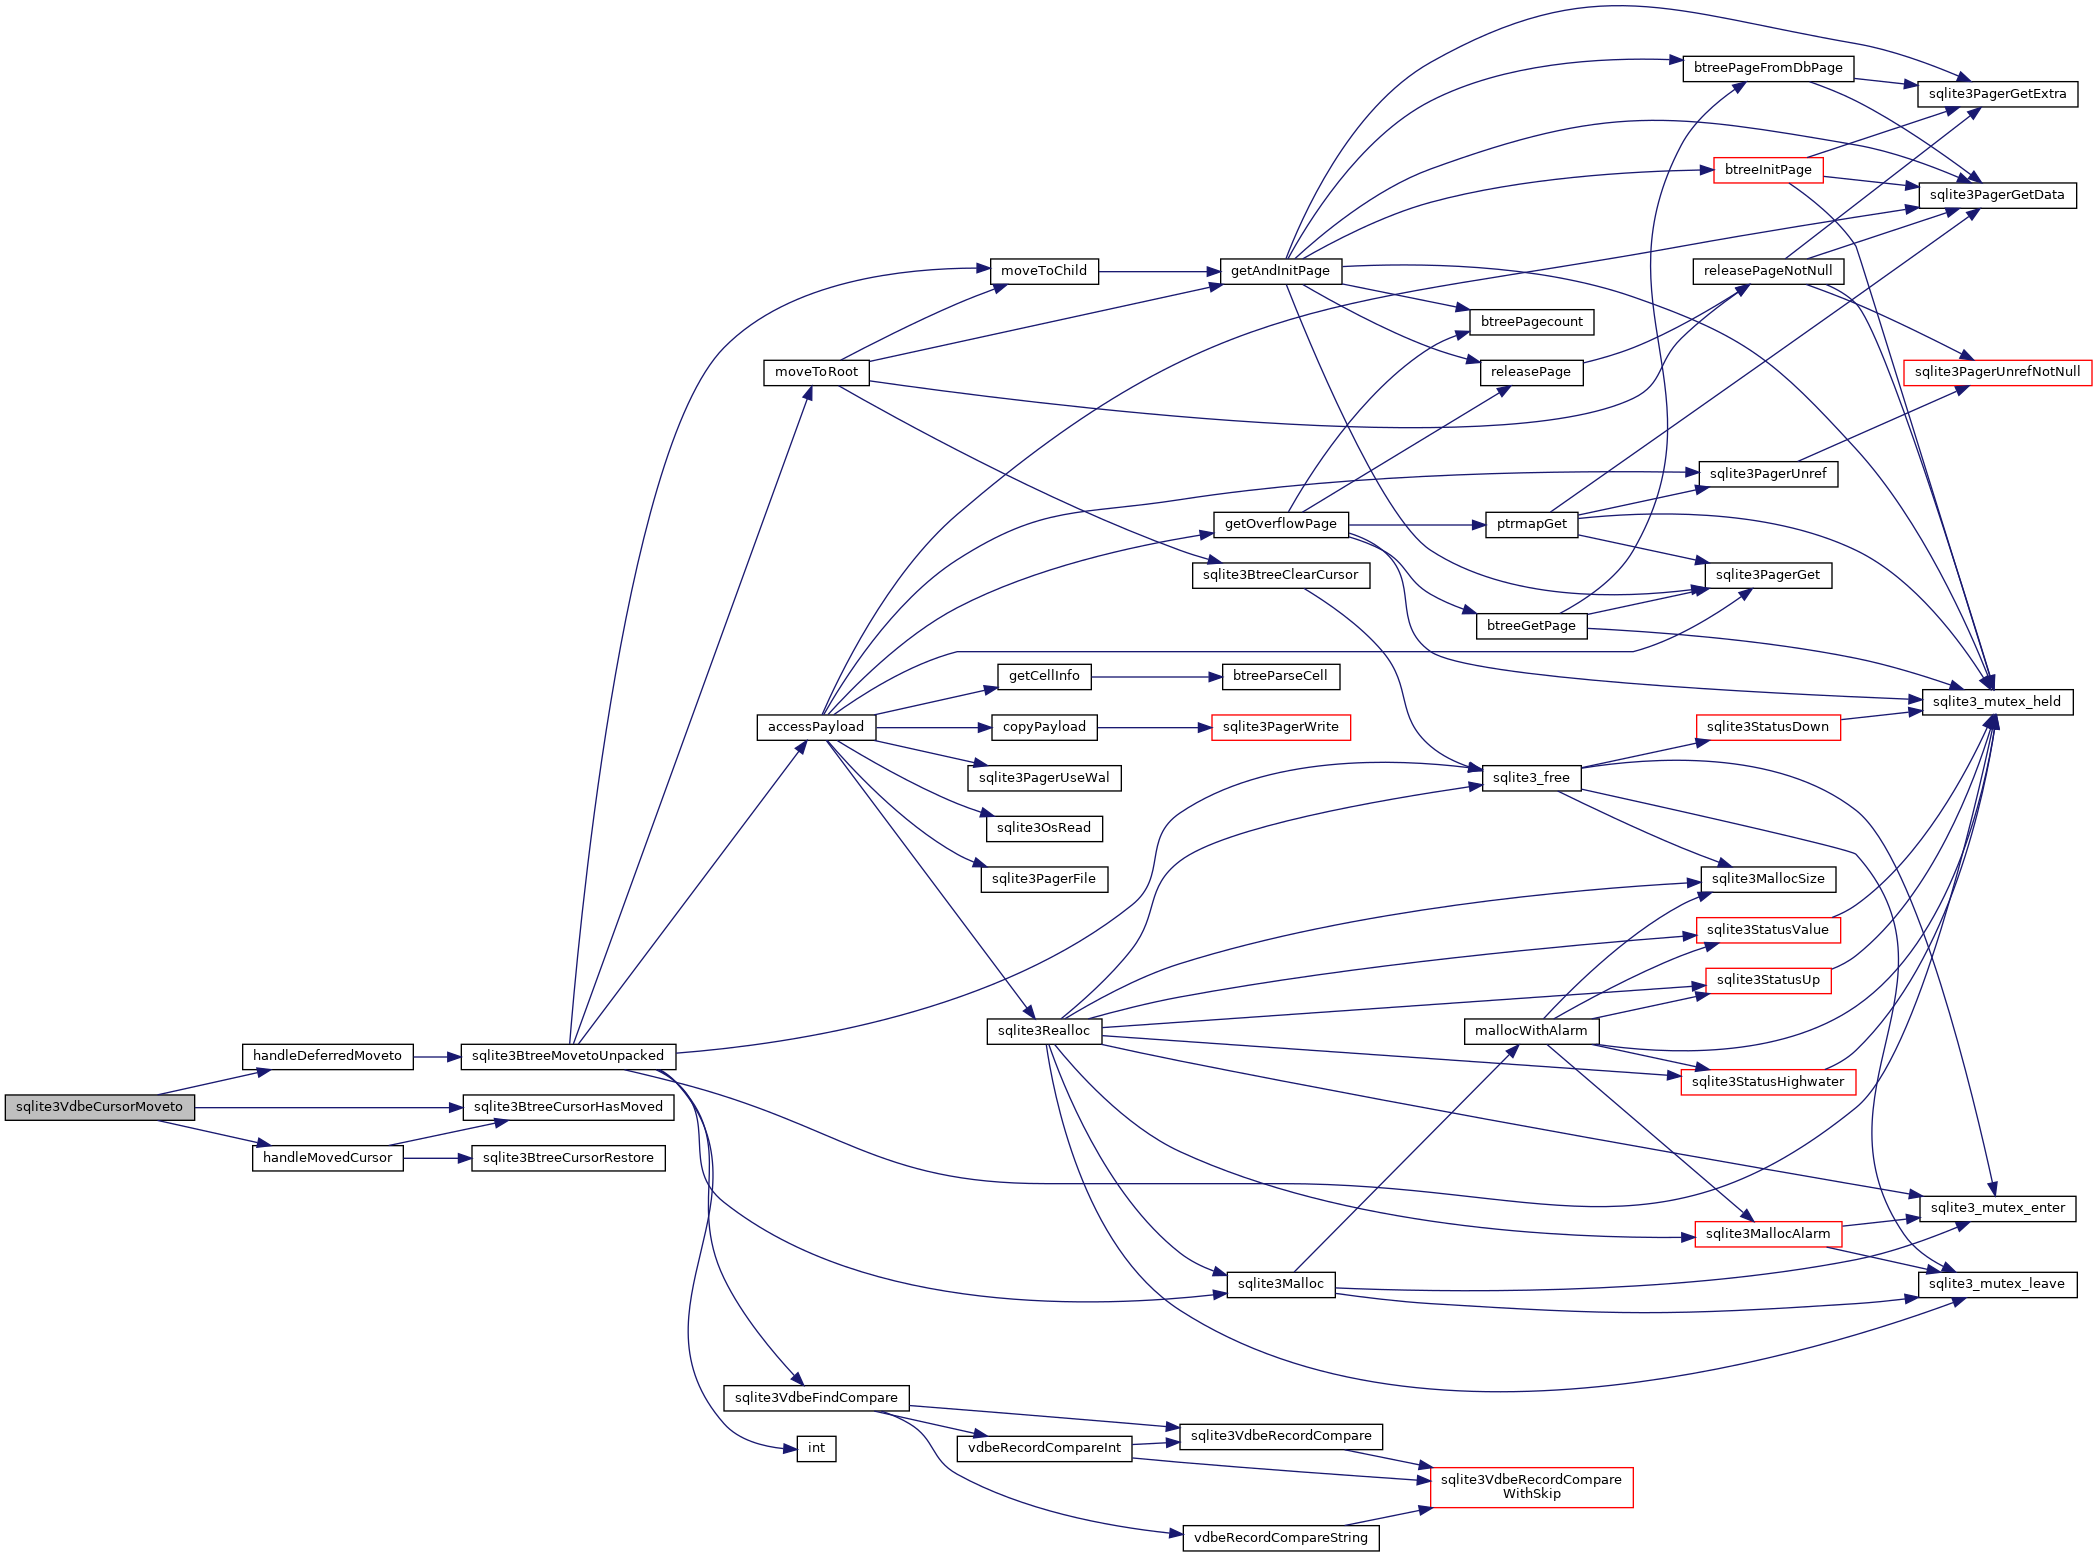 btreePageFromDbPage
sqlite3PagerGetExtra
btreeInitPage
sqlite3PagerGetData
moveToChild
getAndInitPage
releasePageNotNull
btreePagecount
moveToRoot
releasePage
sqlite3PagerUnrefNotNull
sqlite3PagerUnref
getOverflowPage
ptrmapGet
sqlite3BtreeClearCursor
sqlite3PagerGet
btreeGetPage
getCellInfo
btreeParseCell
sqlite3_mutex_held
accessPayload
copyPayload
sqlite3PagerWrite
sqlite3StatusDown
sqlite3PagerUseWal
sqlite3_free
sqlite3OsRead
sqlite3PagerFile
sqlite3MallocSize
sqlite3StatusValue
sqlite3StatusUp
sqlite3Realloc
mallocWithAlarm
handleDeferredMoveto
sqlite3BtreeMovetoUnpacked
sqlite3StatusHighwater
sqlite3VdbeCursorMoveto
sqlite3BtreeCursorHasMoved
handleMovedCursor
sqlite3BtreeCursorRestore
sqlite3_mutex_enter
sqlite3MallocAlarm
sqlite3Malloc
sqlite3_mutex_leave
sqlite3VdbeFindCompare
sqlite3VdbeRecordCompare
int
vdbeRecordCompareInt
sqlite3VdbeRecordCompare
WithSkip
vdbeRecordCompareString